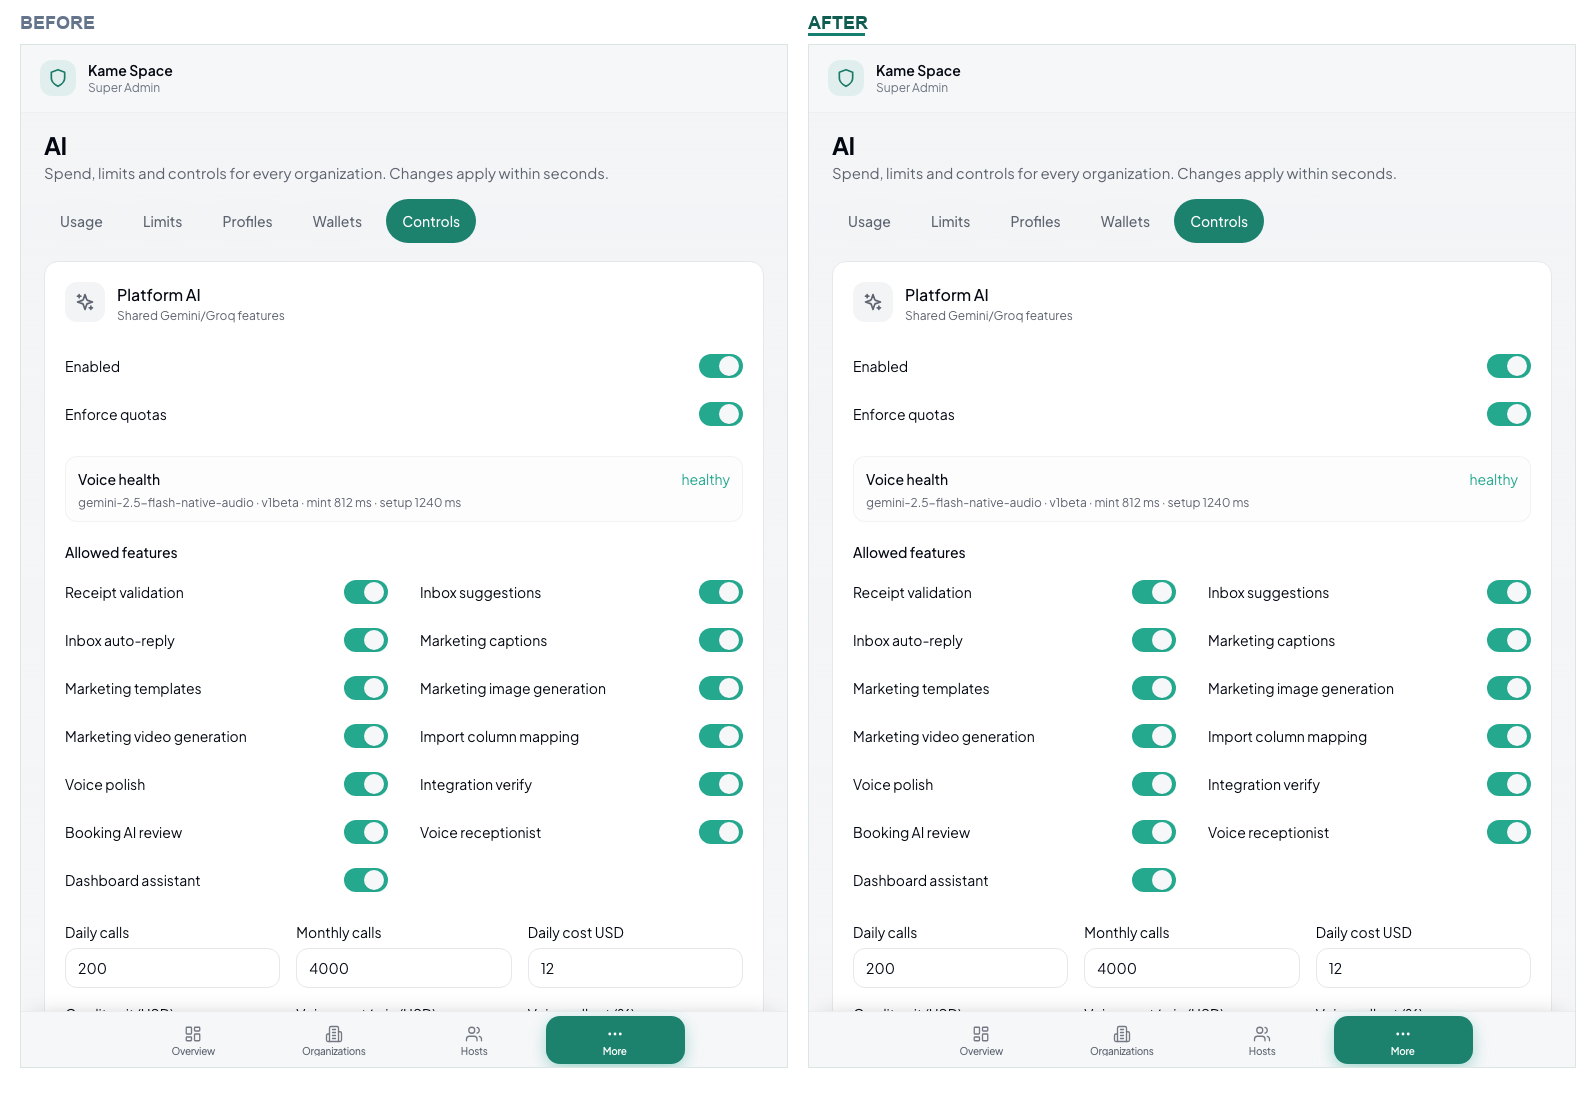 BEFORE
Kame Space
Super Admin
AI
Spend, limits and controls for every organization. Changes apply within seconds.
Usage Limits Profiles Wallets Controls
Platform AI
Shared Gemini/Groq features
Enabled
Enforce quotas
Voice health healthy
gemini-2.5-flash-native-audio · v1beta · mint 812 ms · setup 1240 ms
Allowed features
Receipt validation Inbox suggestions
Inbox auto-reply Marketing captions
Marketing templates Marketing image generation
Marketing video generation Import column mapping
Voice polish Integration verify
Booking AI review Voice receptionist
Dashboard assistant
Daily calls Monthly calls Daily cost USD
200 4000 12
Overview Organizations Hosts More
AFTER
Kame Space
Super Admin
AI
Spend, limits and controls for every organization. Changes apply within seconds.
Usage Limits Profiles Wallets Controls
Platform AI
Shared Gemini/Groq features
Enabled
Enforce quotas
Voice health healthy
gemini-2.5-flash-native-audio · v1beta · mint 812 ms · setup 1240 ms
Allowed features
Receipt validation Inbox suggestions
Inbox auto-reply Marketing captions
Marketing templates Marketing image generation
Marketing video generation Import column mapping
Voice polish Integration verify
Booking AI review Voice receptionist
Dashboard assistant
Daily calls Monthly calls Daily cost USD
200 4000 12
Overview Organizations Hosts More